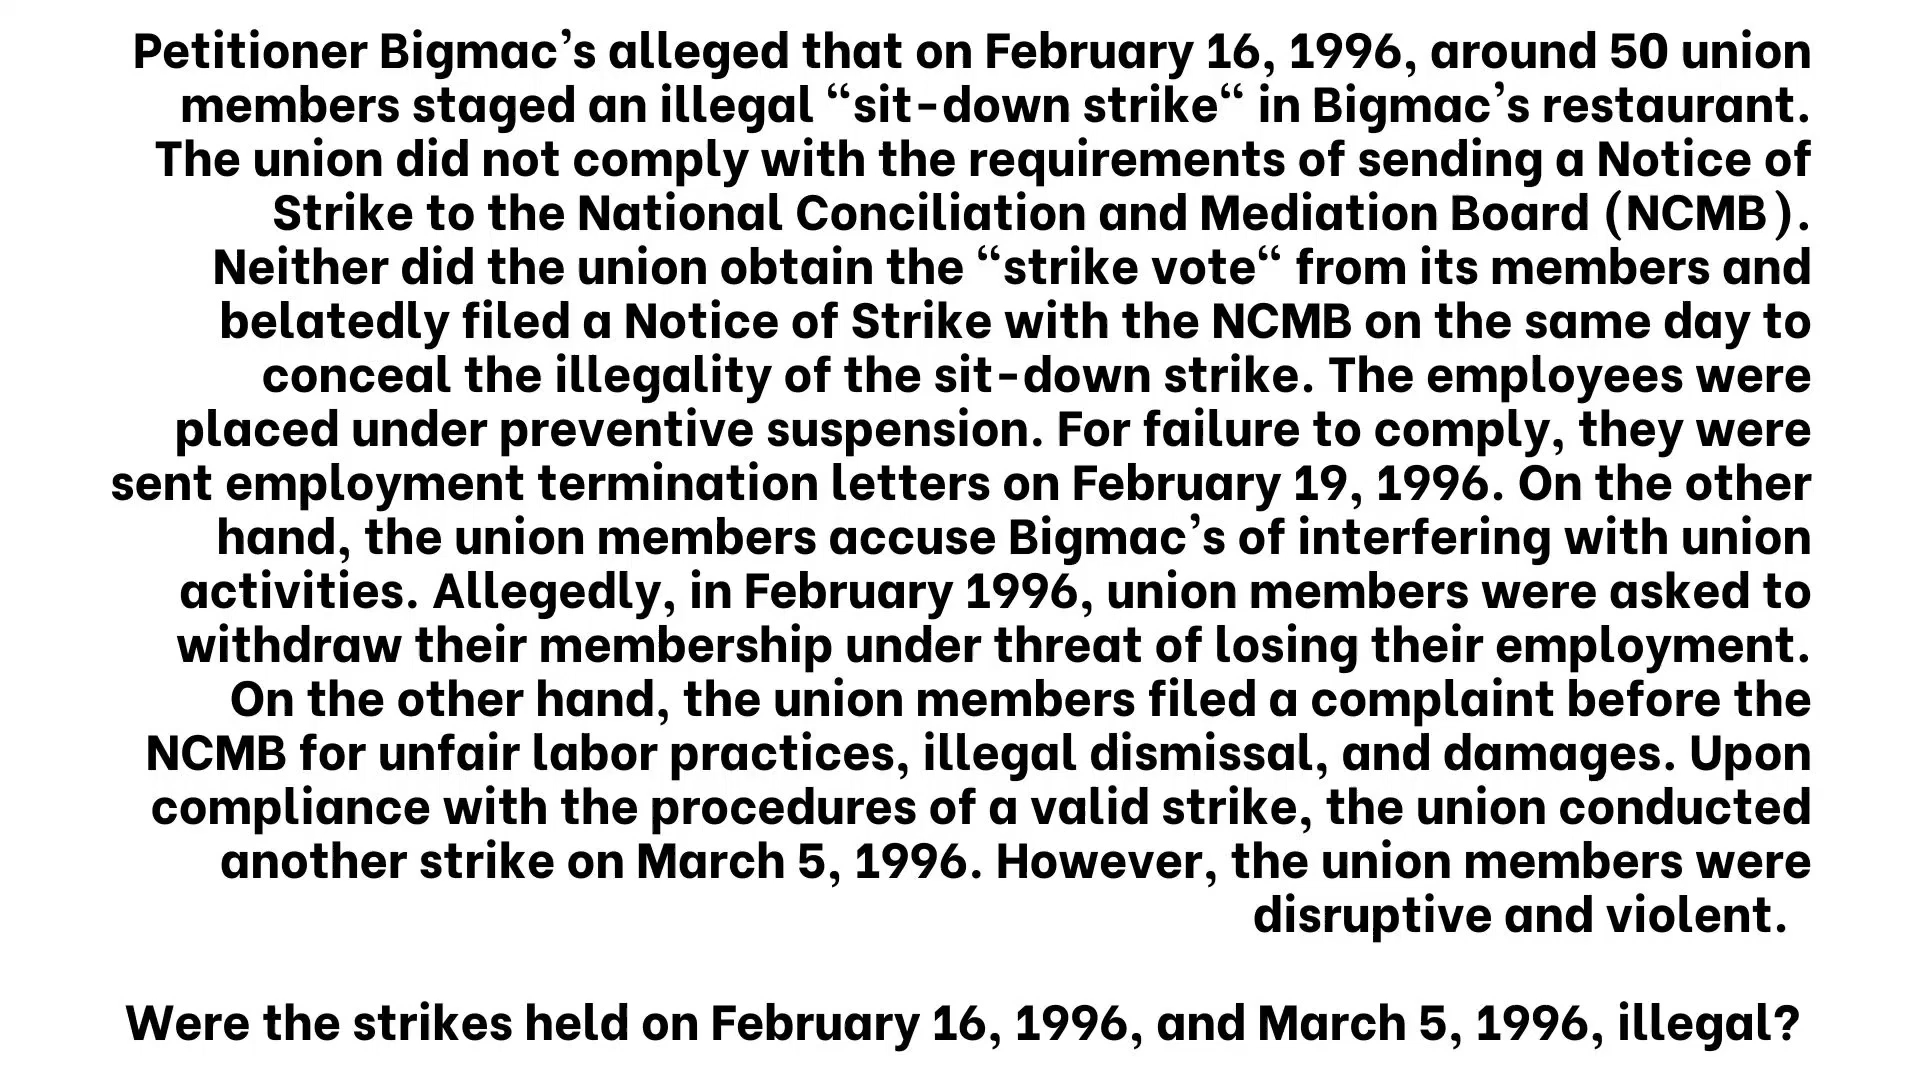 Petitioner Bigmac’s alleged that on February 16, 1996, around 50 union
members staged an illegal “sit-down strike“ in Bigmac’s restaurant.
The union did not comply with the requirements of sending a Notice of
Strike to the National Conciliation and Mediation Board (NCMB).
Neither did the union obtain the “strike vote“ from its members and
belatedly filed a Notice of Strike with the NCMB on the same day to
conceal the illegality of the sit-down strike. The employees were
placed under preventive suspension. For failure to comply, they were
sent employment termination letters on February 19, 1996. On the other
hand, the union members accuse Bigmac’s of interfering with union
activities. Allegedly, in February 1996, union members were asked to
withdraw their membership under threat of losing their employment.
On the other hand, the union members filed a complaint before the
NCMB for unfair labor practices, illegal dismissal, and damages. Upon
compliance with the procedures of a valid strike, the union conducted
another strike on March 5, 1996. However, the union members were
disruptive and violent.
Were the strikes held on February 16, 1996, and March 5, 1996, illegal?